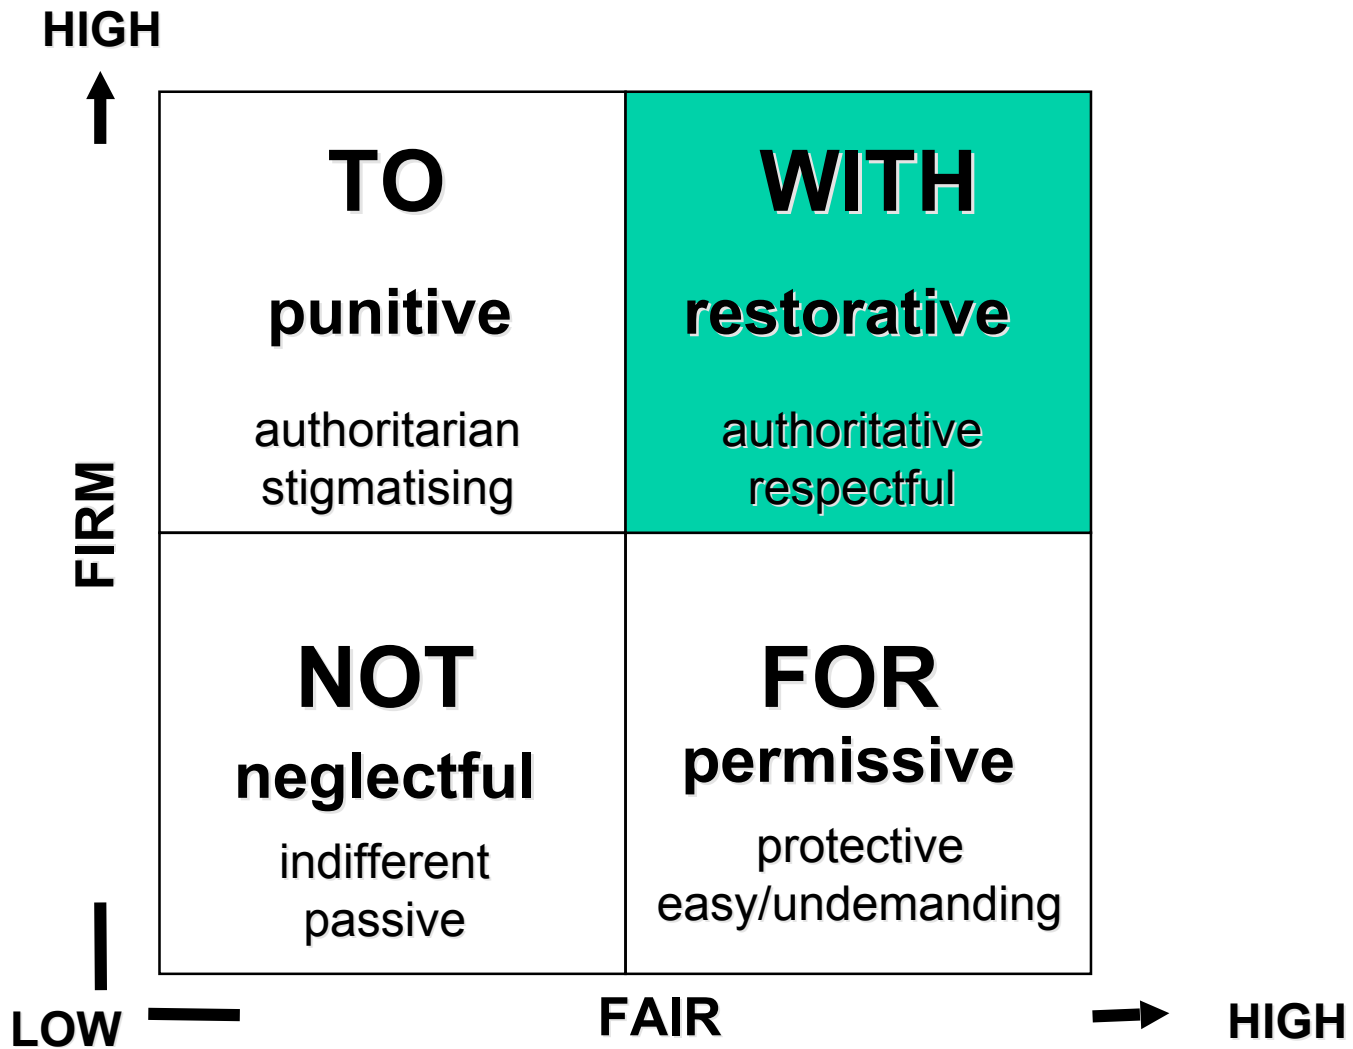 HIGH
TO
punitive
authoritarian
stigmatising
WITH
restorative
authoritative
respectful
FIRM
NOT
neglectful
indifferent
passive
FOR
permissive
protective
easy/undemanding
LOW
FAIR
HIGH